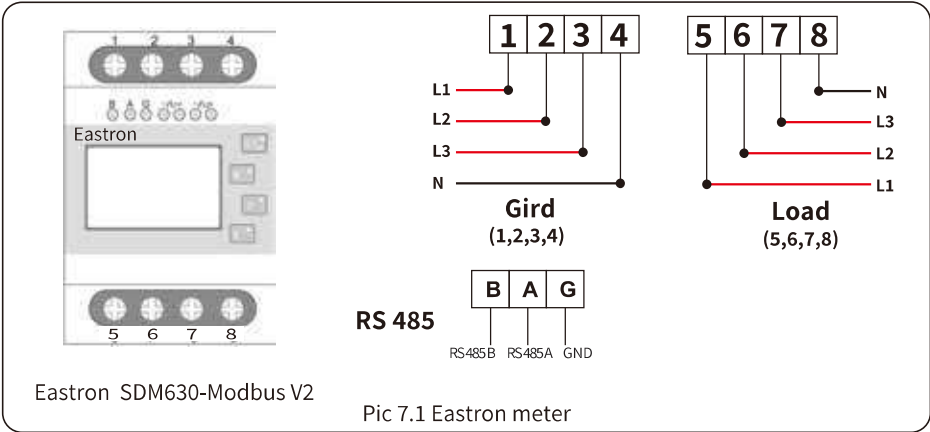 1 2 3 4
B A G
Eastron
5 6 7 8
Eastron SDM630-Modbus V2
1 2 3 4
L1
L2
L3
N
Gird
(1,2,3,4)
5 6 7 8
N
L3
L2
L1
Load
(5,6,7,8)
RS 485
B A G
RS485B RS485A GND
Pic 7.1 Eastron meter